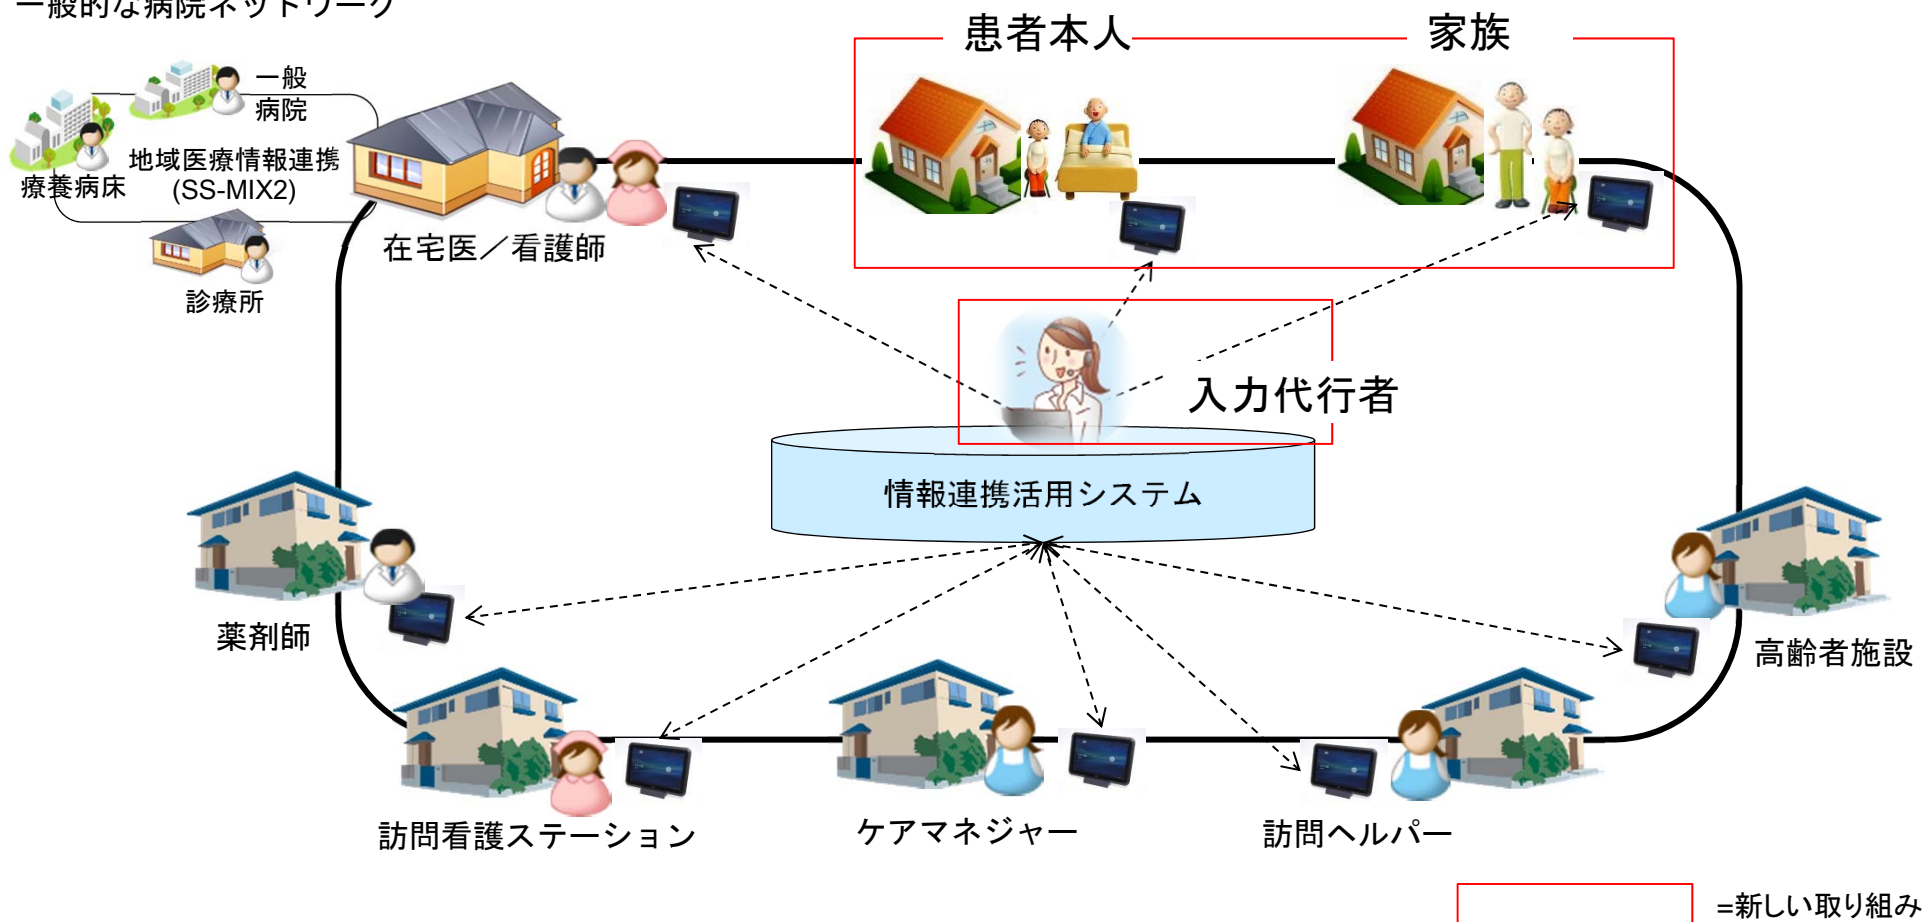 一般的な病院ネットワーク
患者本人
家族
一般
病院
地域医療情報連携
(SS-MIX2)
療養病床
診療所
在宅医／看護師
入力代行者
情報連携活用システム
薬剤師
高齢者施設
訪問看護ステーション
ケアマネジャー
訪問ヘルパー
=新しい取り組み